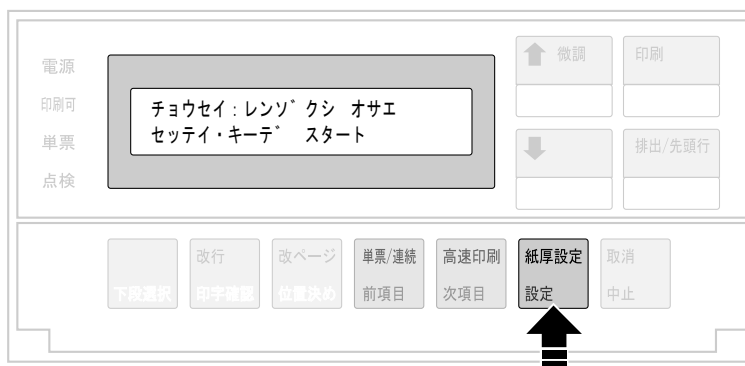 電源
印刷可
単票
点検
チョウセイ：レンゾクシ オサエ
セッテイ・キーデ スタート
微調
印刷
排出/先頭行
下段選択
改行
印字確認
改ページ
位置決め
単票/連続
前項目
高速印刷
次項目
紙厚設定
設定
取消
中止